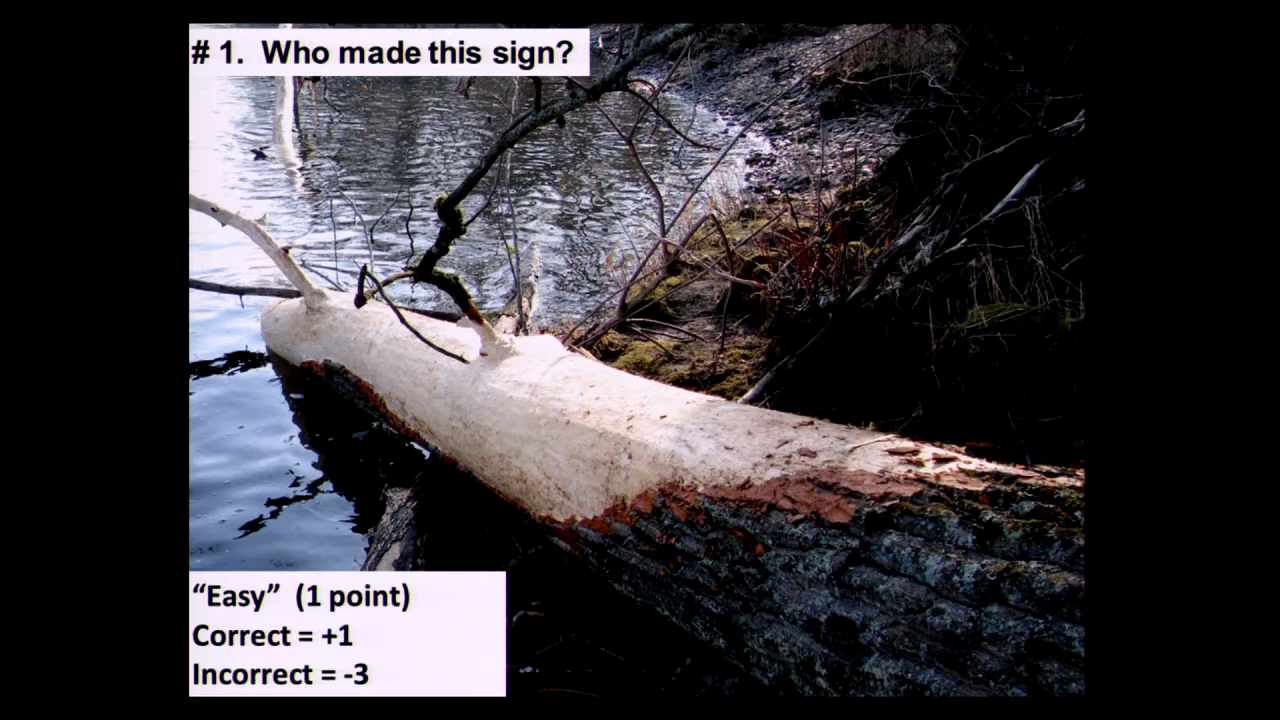 # 1. Who made this sign?
“Easy” (1 point)
Correct = +1
Incorrect = -3